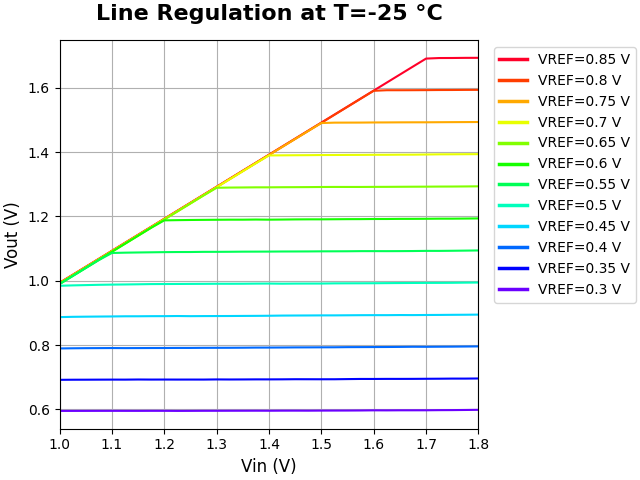 Line Regulation at T=-25 °C
Vout (V)
1.6
1.4
1.2
1.0
0.8
0.6
1.0 1.1 1.2 1.3 1.4 1.5 1.6 1.7 1.8
Vin (V)
VREF=0.85 V
VREF=0.8 V
VREF=0.75 V
VREF=0.7 V
VREF=0.65 V
VREF=0.6 V
VREF=0.55 V
VREF=0.5 V
VREF=0.45 V
VREF=0.4 V
VREF=0.35 V
VREF=0.3 V